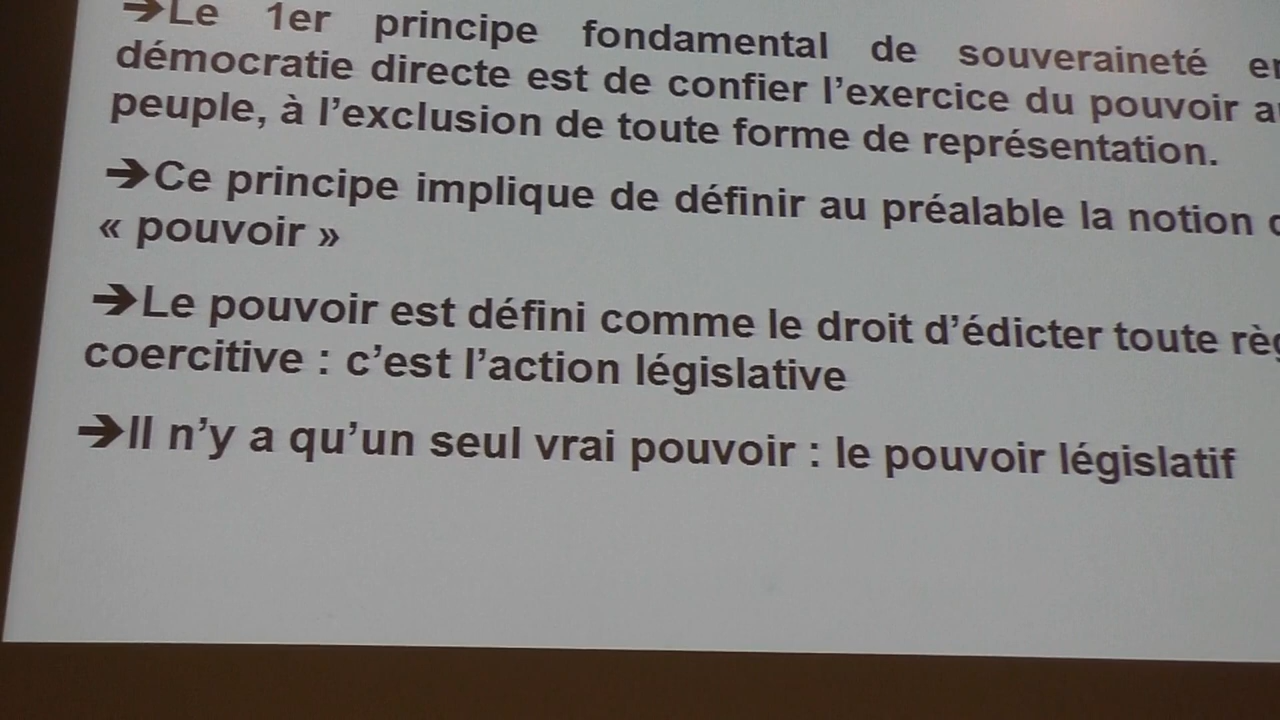 ➔Le 1er principe fondamental de souveraineté
démocratie directe est de confier l'exercice du pouvoir
peuple, à l'exclusion de toute forme de représentation.
➔Ce principe implique de définir au préalable la notion
« pouvoir »
➔Le pouvoir est défini comme le droit d'édicter toute
coercitive : c'est l'action législative
➔Il n'y a qu'un seul vrai pouvoir : le pouvoir législatif